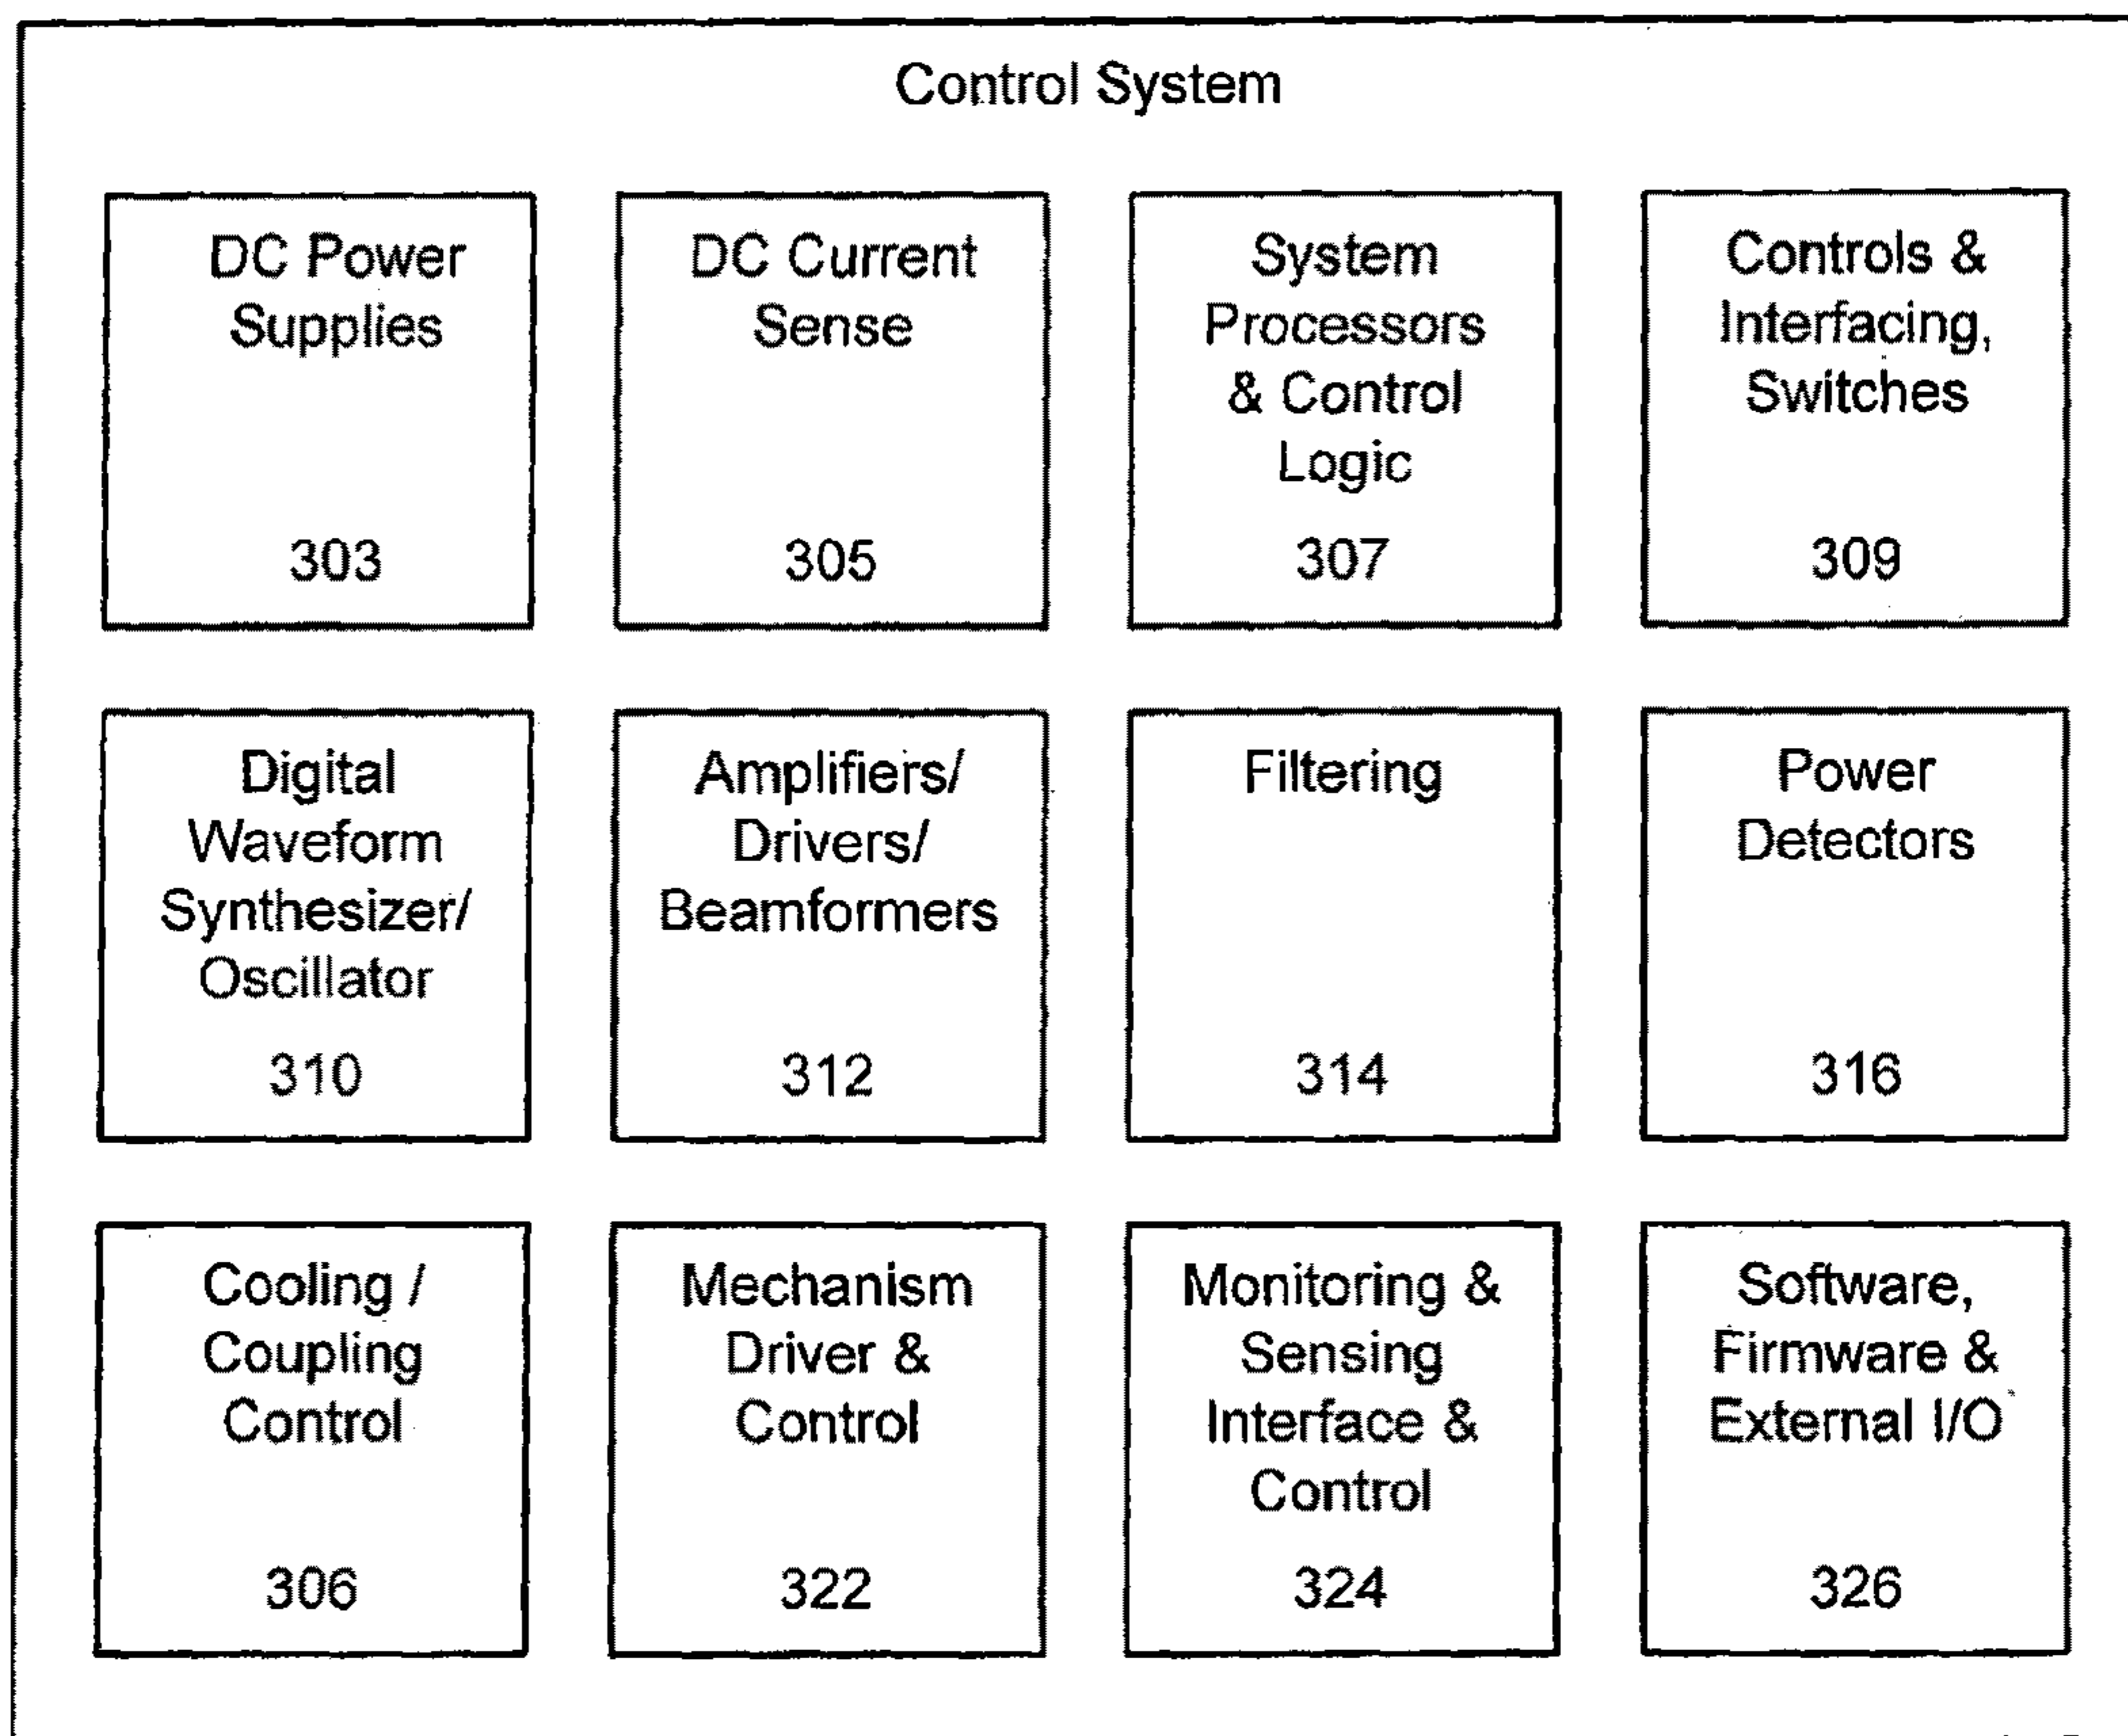 Control System
DC Power
Supplies
303
DC Current
Sense
305
System
Processors
& Control
Logic
307
Controls &
Interfacing,
Switches
309
Digital
Waveform
Synthesizer/
Oscillator
310
Amplifiers/
Drivers/
Beamformers
312
Filtering
314
Power
Detectors
316
Cooling /
Coupling
Control
306
Mechanism
Driver &
Control
322
Monitoring &
Sensing
Interface &
Control
324
Software,
Firmware &
External I/O
326